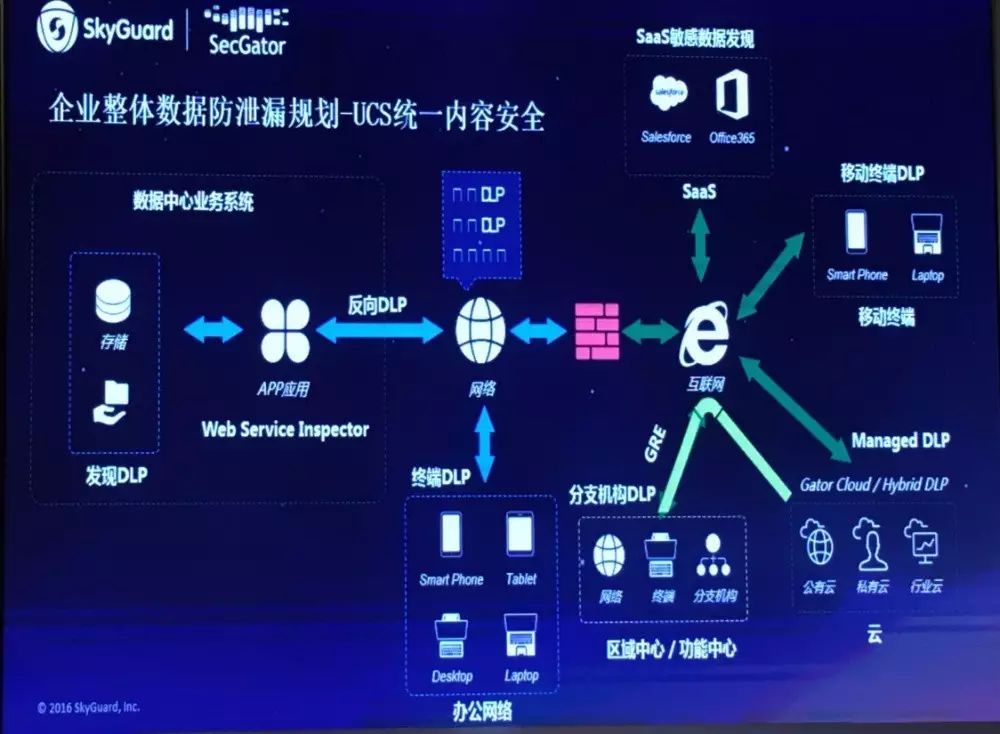 SkyGuard
SecGator
企业整体数据防泄漏规划-UCS统一内容安全
SaaS敏感数据发现
Salesforce
Office365
SaaS
数据中心业务系统
DLP
DLP
移动终端DLP
Smart Phone
Laptop
移动终端
存储
APP应用
反向DLP
网络
互联网
Web Service Inspector
发现DLP
终端DLP
Smart Phone
Tablet
Desktop
Laptop
办公网络
GRE
分支机构DLP
网络
终端
分支机构
区域中心 / 功能中心
Managed DLP
Gator Cloud / Hybrid DLP
公有云
私有云
行业云
云
© 2016 SkyGuard, Inc.